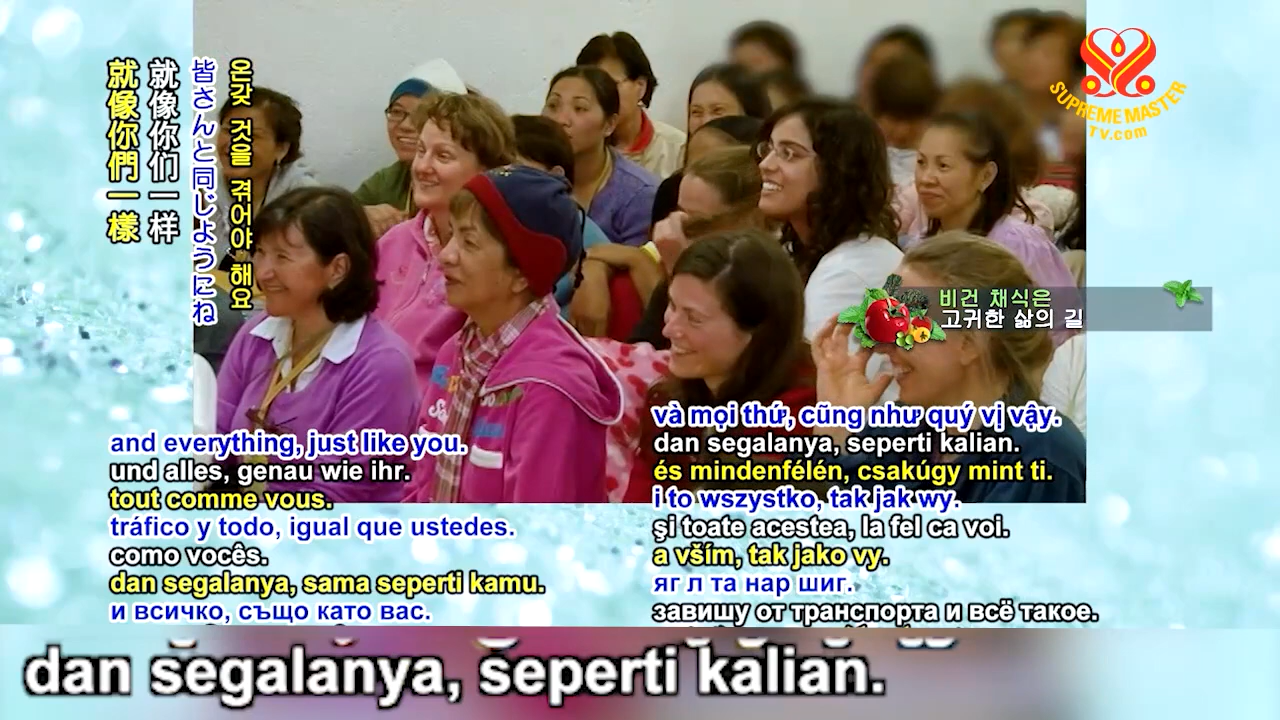 就像你們一樣
就像你们一样
皆さんと同じようにね
온갖 것을 겪어야 해요
SUPREME MASTER
TV.com
비건 채식은
고귀한 삶의 길
and everything, just like you.
und alles, genau wie ihr.
tout comme vous.
tráfico y todo, igual que ustedes.
como vocês.
dan segalanya, sama seperti kamu.
и всичко, също като вас.
và mọi thứ, cũng như quý vị vậy.
dan segalanya, seperti kalian.
és mindenfélén, csakúgy mint ti.
i to wszystko, tak jak wy.
şi toate acestea, la fel ca voi.
a vším, tak jako vy.
яг л та нар шиг.
завишу от транспорта и всё такое.
dan segalanya, seperti kalian.